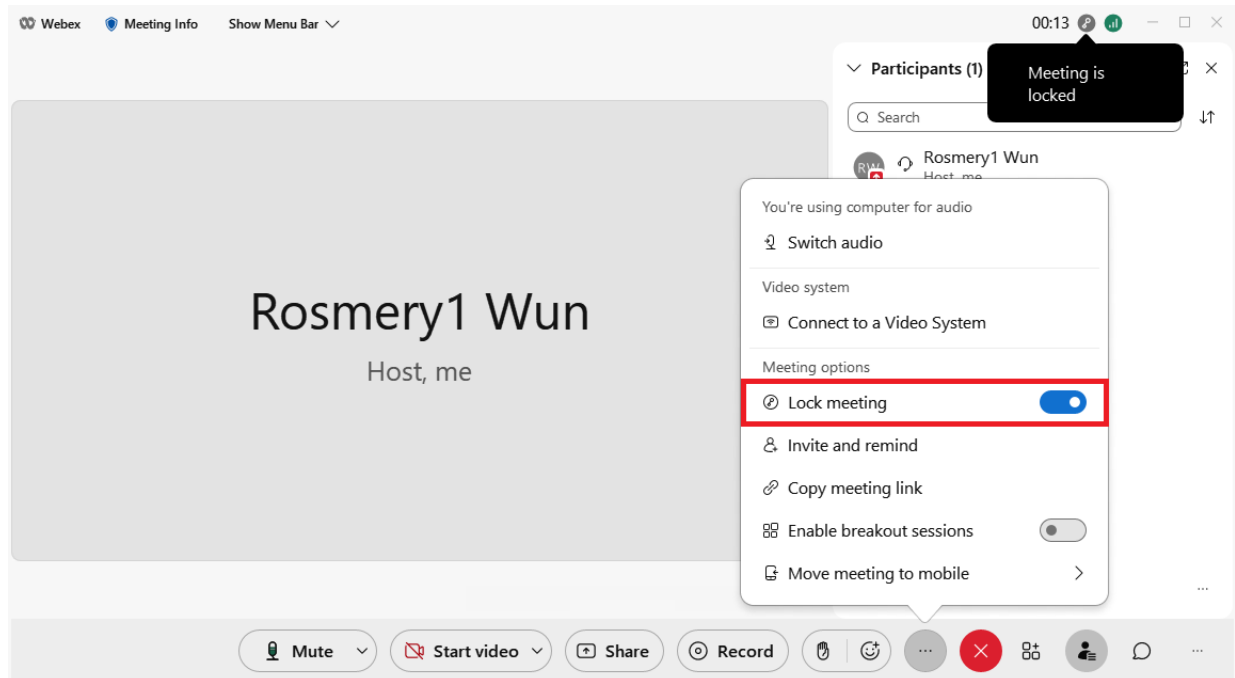 Webex
Meeting Info
Show Menu Bar
00:13
Participants (1)
Meeting is
locked
Search
RW
Rosmery1 Wun
Host, me
Rosmery1 Wun
Host, me
You're using computer for audio
Switch audio
Video system
Connect to a Video System
Meeting options
Lock meeting
Invite and remind
Copy meeting link
Enable breakout sessions
Move meeting to mobile
Mute
Start video
Share
Record